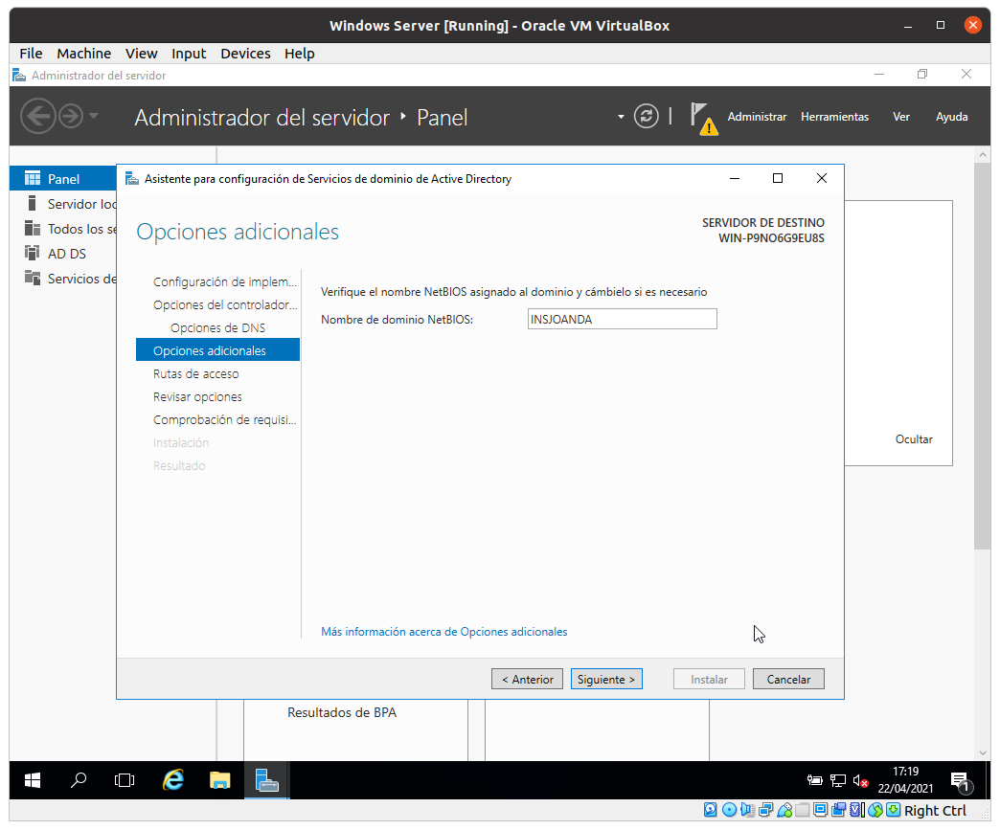 Windows Server [Running] - Oracle VM VirtualBox
File Machine View Input Devices Help
Administrador del servidor
Administrador del servidor Panel
Administrar Herramientas Ver Ayuda
Panel
Servidor loc
Todos los se
AD DS
Servicios de
Asistente para configuración de Servicios de dominio de Active Directory
Opciones adicionales
SERVIDOR DE DESTINO
WIN-P9NO6G9EU8S
Configuración de implem...
Opciones del controlador...
Opciones de DNS
Opciones adicionales
Rutas de acceso
Revisar opciones
Comprobación de requisi...
Instalación
Resultado
Verifique el nombre NetBIOS asignado al dominio y cámbielo si es necesario
Nombre de dominio NetBIOS: INSJOANDA
Más información acerca de Opciones adicionales
< Anterior Siguiente > Instalar Cancelar
Ocultar
Resultados de BPA
17:19
22/04/2021
1
Right Ctrl